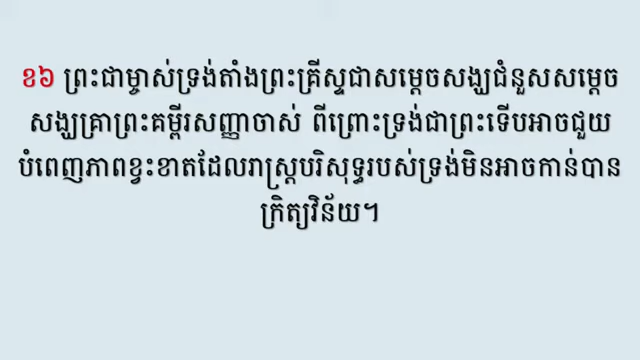 ខ៦ ព្រះជាម្ចាស់ទ្រង់តាំងព្រះគ្រីស្ទជាសម្ដេចសង្ឃជំនួសសម្ដេច
សង្ឃគ្រាព្រះគម្ពីរសញ្ញាចាស់ ពីព្រោះទ្រង់ជាព្រះទើបអាចជួយ
បំពេញភាពខ្វះខាតដែលរាស្ត្របរិសុទ្ធរបស់ទ្រង់មិនអាចកាន់បាន
ក្រិត្យវិន័យ។